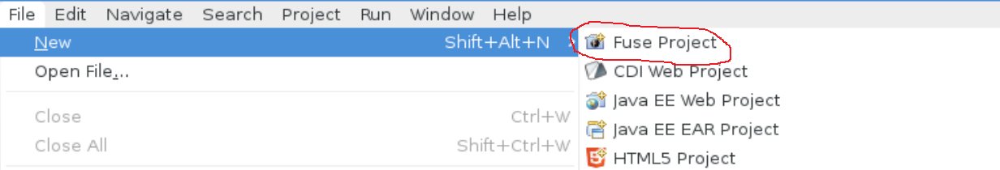 File Edit Navigate Search Project Run Window Help
New Shift+Alt+N Fuse Project
Open File... CDI Web Project
Java EE Web Project
Close Ctrl+W Java EE EAR Project
Close All Shift+Ctrl+W HTML5 Project